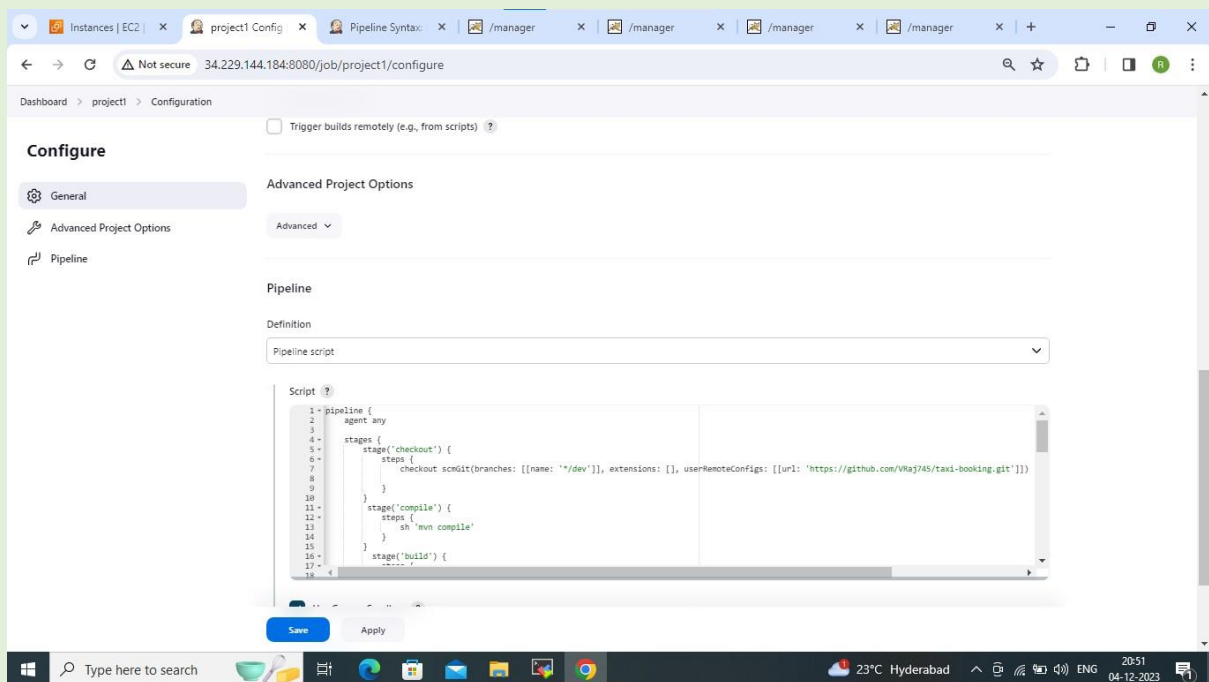 Instances | EC2 |
project1 Config
Pipeline Syntax:
/manager
/manager
/manager
/manager
Not secure 34.229.144.184:8080/job/project1/configure
R
Dashboard > project1 > Configuration
Trigger builds remotely (e.g., from scripts) ?
Configure
General
Advanced Project Options
Pipeline
Advanced Project Options
Advanced
Pipeline
Definition
Pipeline script
Script ?
1 pipeline {
2 agent any
3
4 stages {
5 stage('checkout') {
6 steps {
7 checkout scmGit(branches: [[name: '*/dev']], extensions: [], userRemoteConfigs: [[url: 'https://github.com/VRaj745/taxi-booking.git']])
8
9 }
10 }
11 stage('compile') {
12 steps {
13 sh 'mvn compile'
14 }
15 }
16 stage('build') {
17
18
Save Apply
Type here to search
23°C Hyderabad
ENG
20:51
04-12-2023